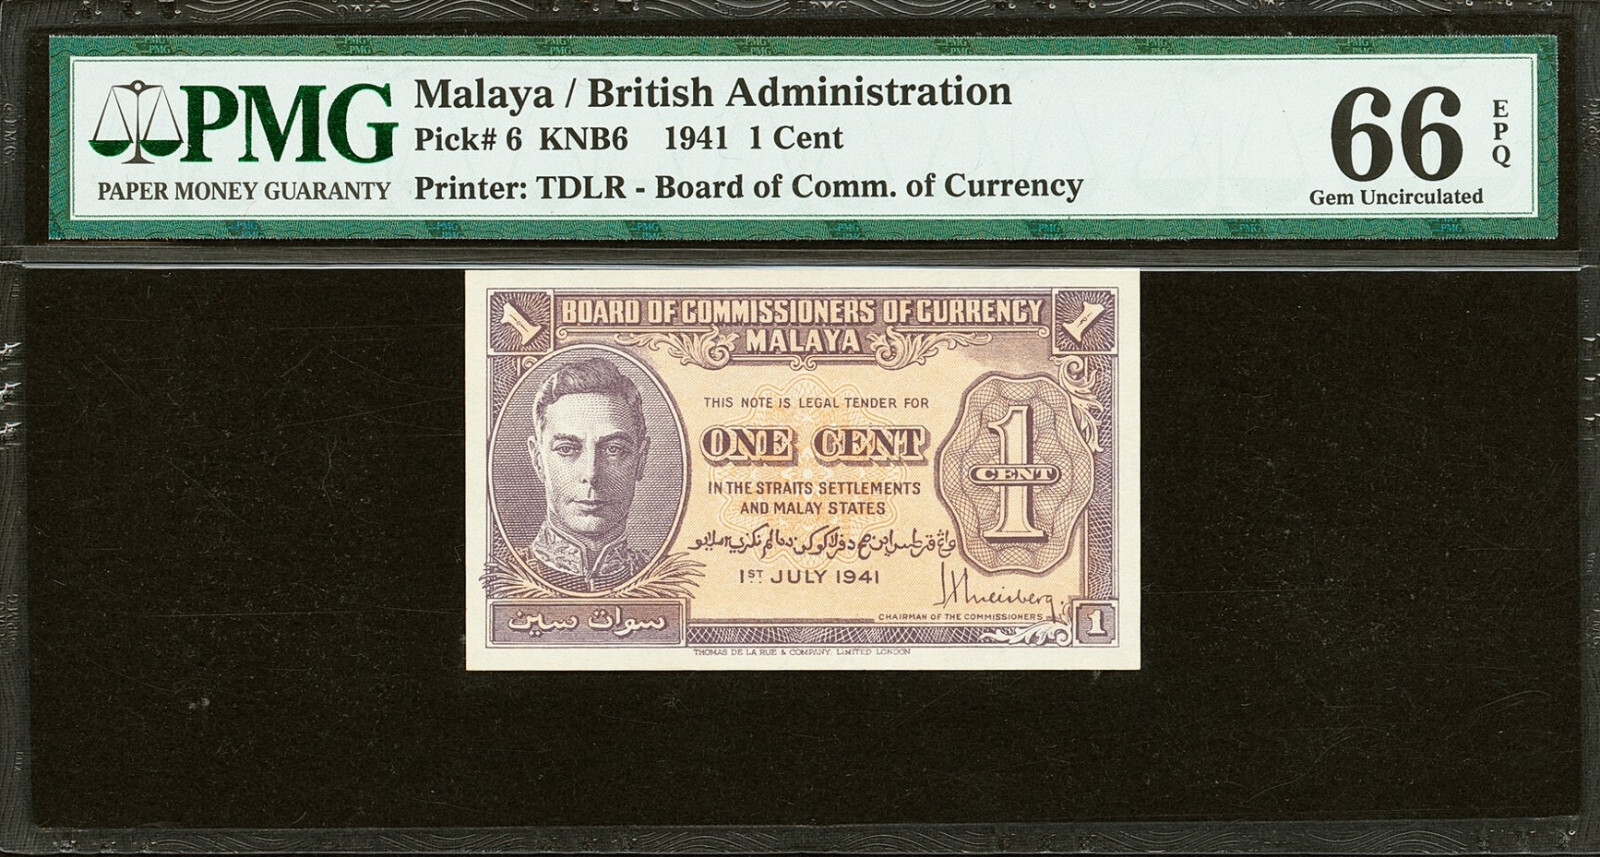 PMG
PAPER MONEY GUARANTY
Malaya / British Administration
Pick# 6 KNB6 1941 1 Cent
Printer: TDLR - Board of Comm. of Currency
66
EPQ
Gem Uncirculated
1
BOARD OF COMMISSIONERS OF CURRENCY
1
MALAYA
THIS NOTE IS LEGAL TENDER FOR
ONE CENT
IN THE STRAITS SETTLEMENTS
AND MALAY STATES
1
CENT
1ST JULY 1941
CHAIRMAN OF THE COMMISSIONERS
سوات سين
1
THOMAS DE LA RUE & COMPANY, LIMITED LONDON